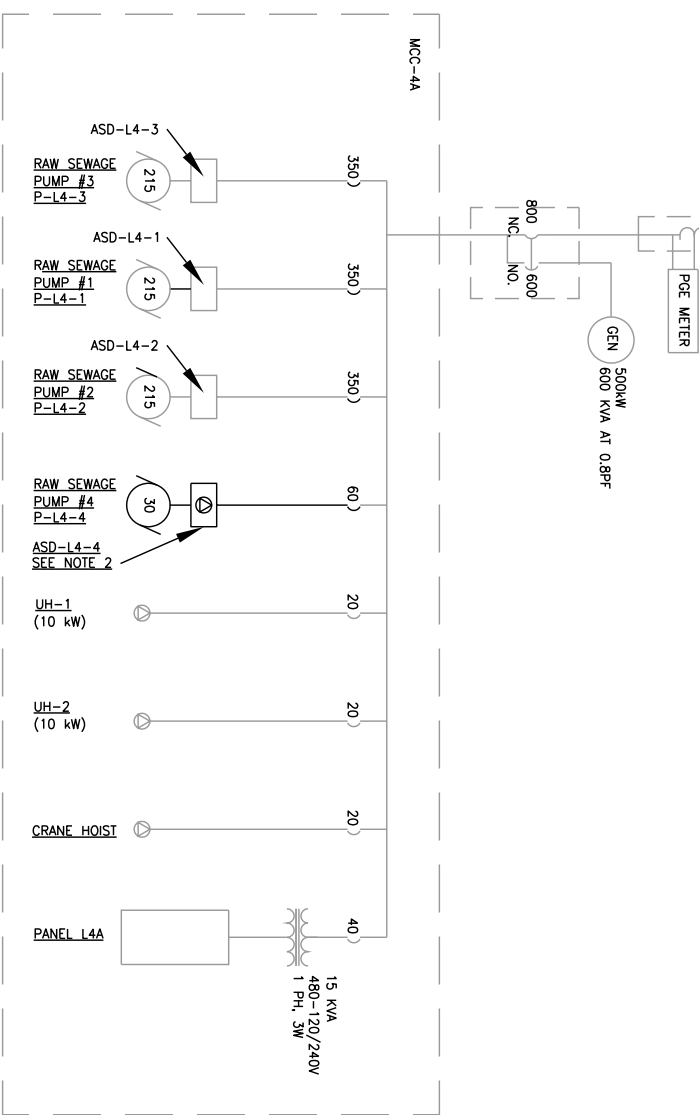 MCC-4A
PGE METER
800
NC.
NO.
600
GEN
500kW
600 KVA AT 0.8PF
350
ASD-L4-3
215
RAW SEWAGE
PUMP #3
P-L4-3
350
ASD-L4-1
215
RAW SEWAGE
PUMP #1
P-L4-1
350
ASD-L4-2
215
RAW SEWAGE
PUMP #2
P-L4-2
60
30
RAW SEWAGE
PUMP #4
P-L4-4
ASD-L4-4
SEE NOTE 2
20
UH-1
(10 kW)
20
UH-2
(10 kW)
20
CRANE HOIST
40
PANEL L4A
15 KVA
480-120/240V
1 PH, 3W